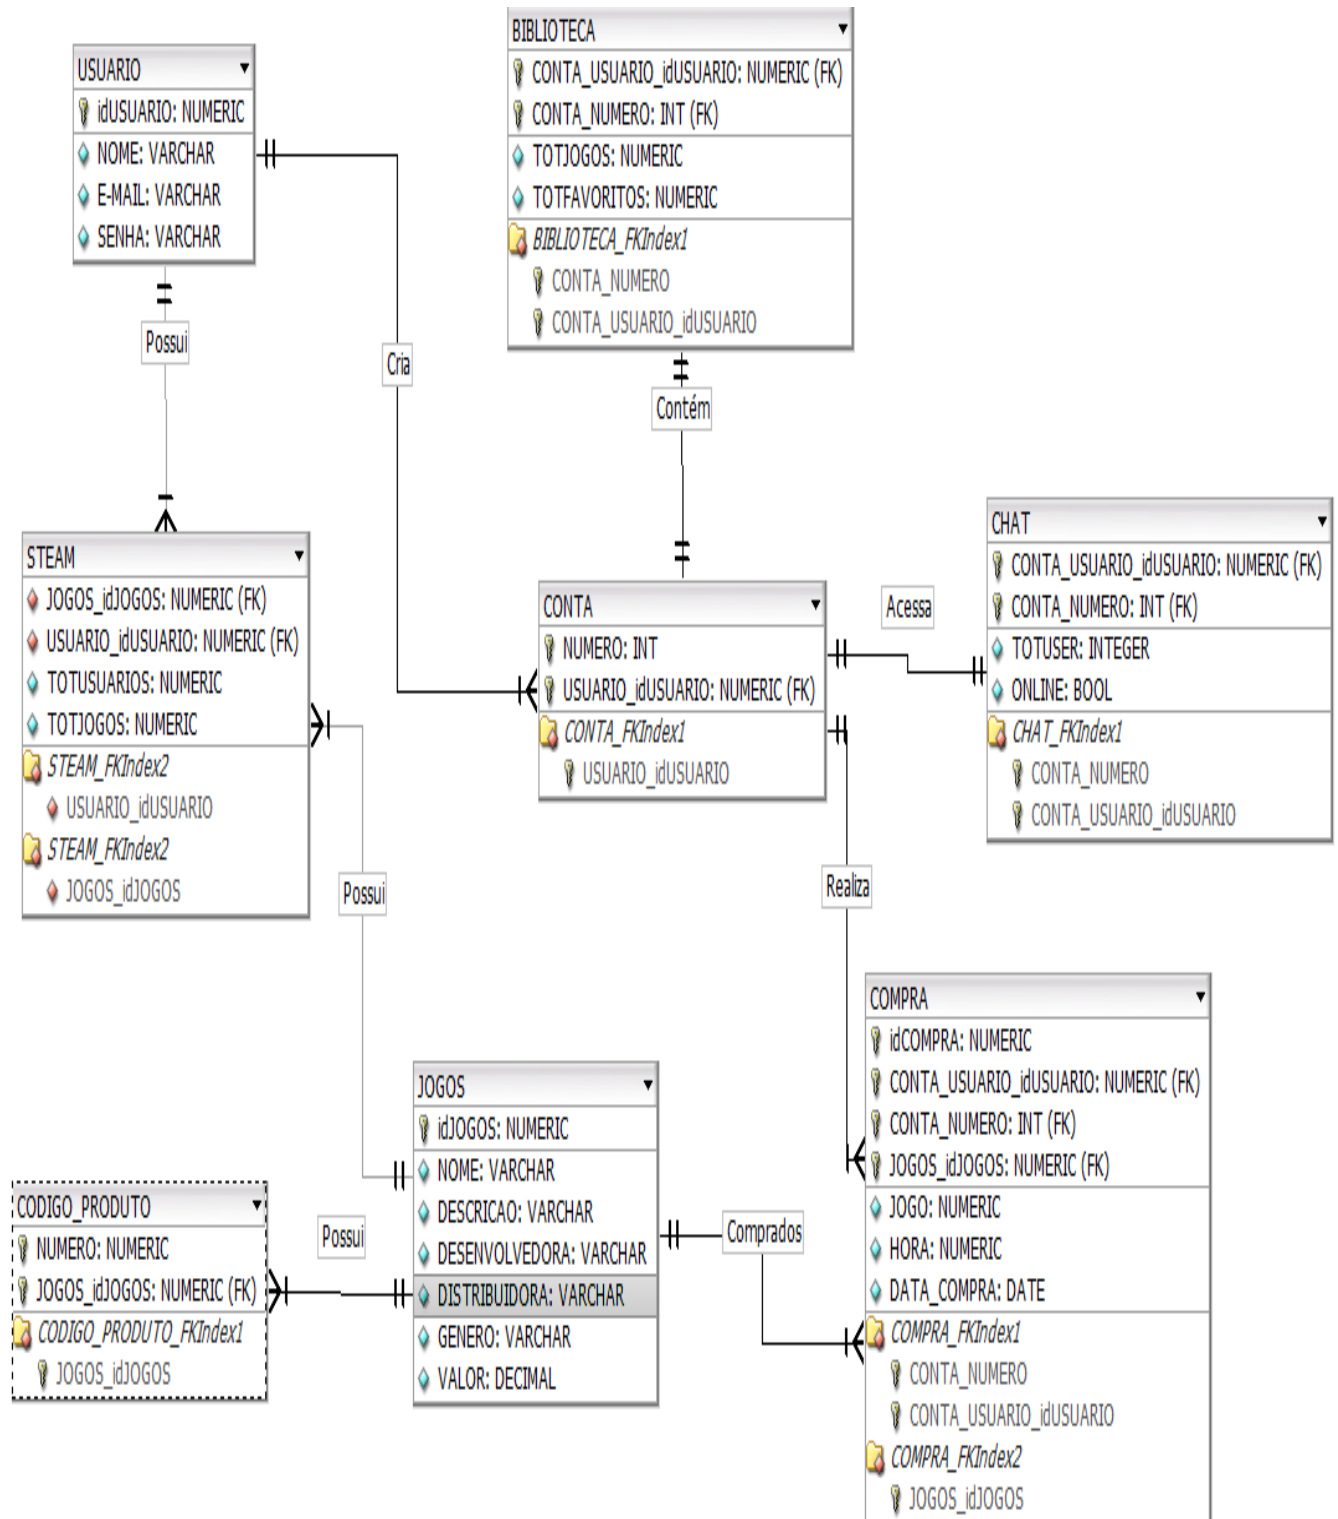 USUARIO
idUSUARIO: NUMERIC
NOME: VARCHAR
E-MAIL: VARCHAR
SENHA: VARCHAR
BIBLIOTECA
CONTA_USUARIO_idUSUARIO: NUMERIC (FK)
CONTA_NUMERO: INT (FK)
TOTJOGOS: NUMERIC
TOTFAVORITOS: NUMERIC
BIBLIOTECA_FKIndex1
CONTA_NUMERO
CONTA_USUARIO_idUSUARIO
Possui
Cria
Contém
STEAM
JOGOS_idJOGOS: NUMERIC (FK)
USUARIO_idUSUARIO: NUMERIC (FK)
TOTUSUARIOS: NUMERIC
TOTJOGOS: NUMERIC
STEAM_FKIndex2
USUARIO_idUSUARIO
STEAM_FKIndex2
JOGOS_idJOGOS
CONTA
NUMERO: INT
USUARIO_idUSUARIO: NUMERIC (FK)
CONTA_FKIndex1
USUARIO_idUSUARIO
Acessa
CHAT
CONTA_USUARIO_idUSUARIO: NUMERIC (FK)
CONTA_NUMERO: INT (FK)
TOTUSER: INTEGER
ONLINE: BOOL
CHAT_FKIndex1
CONTA_NUMERO
CONTA_USUARIO_idUSUARIO
Possui
Realiza
CODIGO_PRODUTO
NUMERO: NUMERIC
JOGOS_idJOGOS: NUMERIC (FK)
CODIGO_PRODUTO_FKIndex1
JOGOS_idJOGOS
Possui
JOGOS
idJOGOS: NUMERIC
NOME: VARCHAR
DESCRICAO: VARCHAR
DESENVOLVEDORA: VARCHAR
DISTRIBUIDORA: VARCHAR
GENERO: VARCHAR
VALOR: DECIMAL
Comprados
COMPRA
idCOMPRA: NUMERIC
CONTA_USUARIO_idUSUARIO: NUMERIC (FK)
CONTA_NUMERO: INT (FK)
JOGOS_idJOGOS: NUMERIC (FK)
JOGO: NUMERIC
HORA: NUMERIC
DATA_COMPRA: DATE
COMPRA_FKIndex1
CONTA_NUMERO
CONTA_USUARIO_idUSUARIO
COMPRA_FKIndex2
JOGOS_idJOGOS